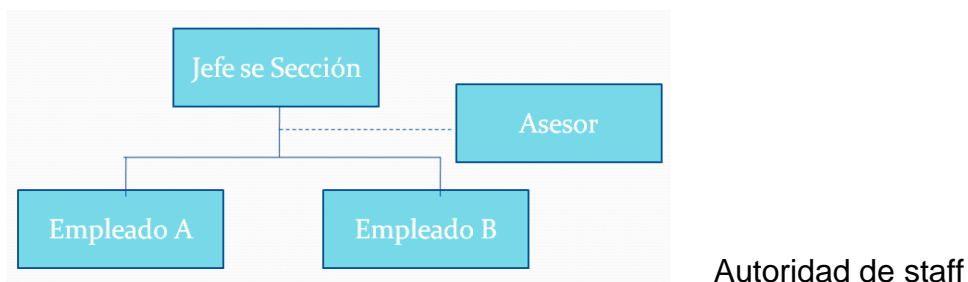 Jefe se Sección
Asesor
Empleado A
Empleado B
Autoridad de staff